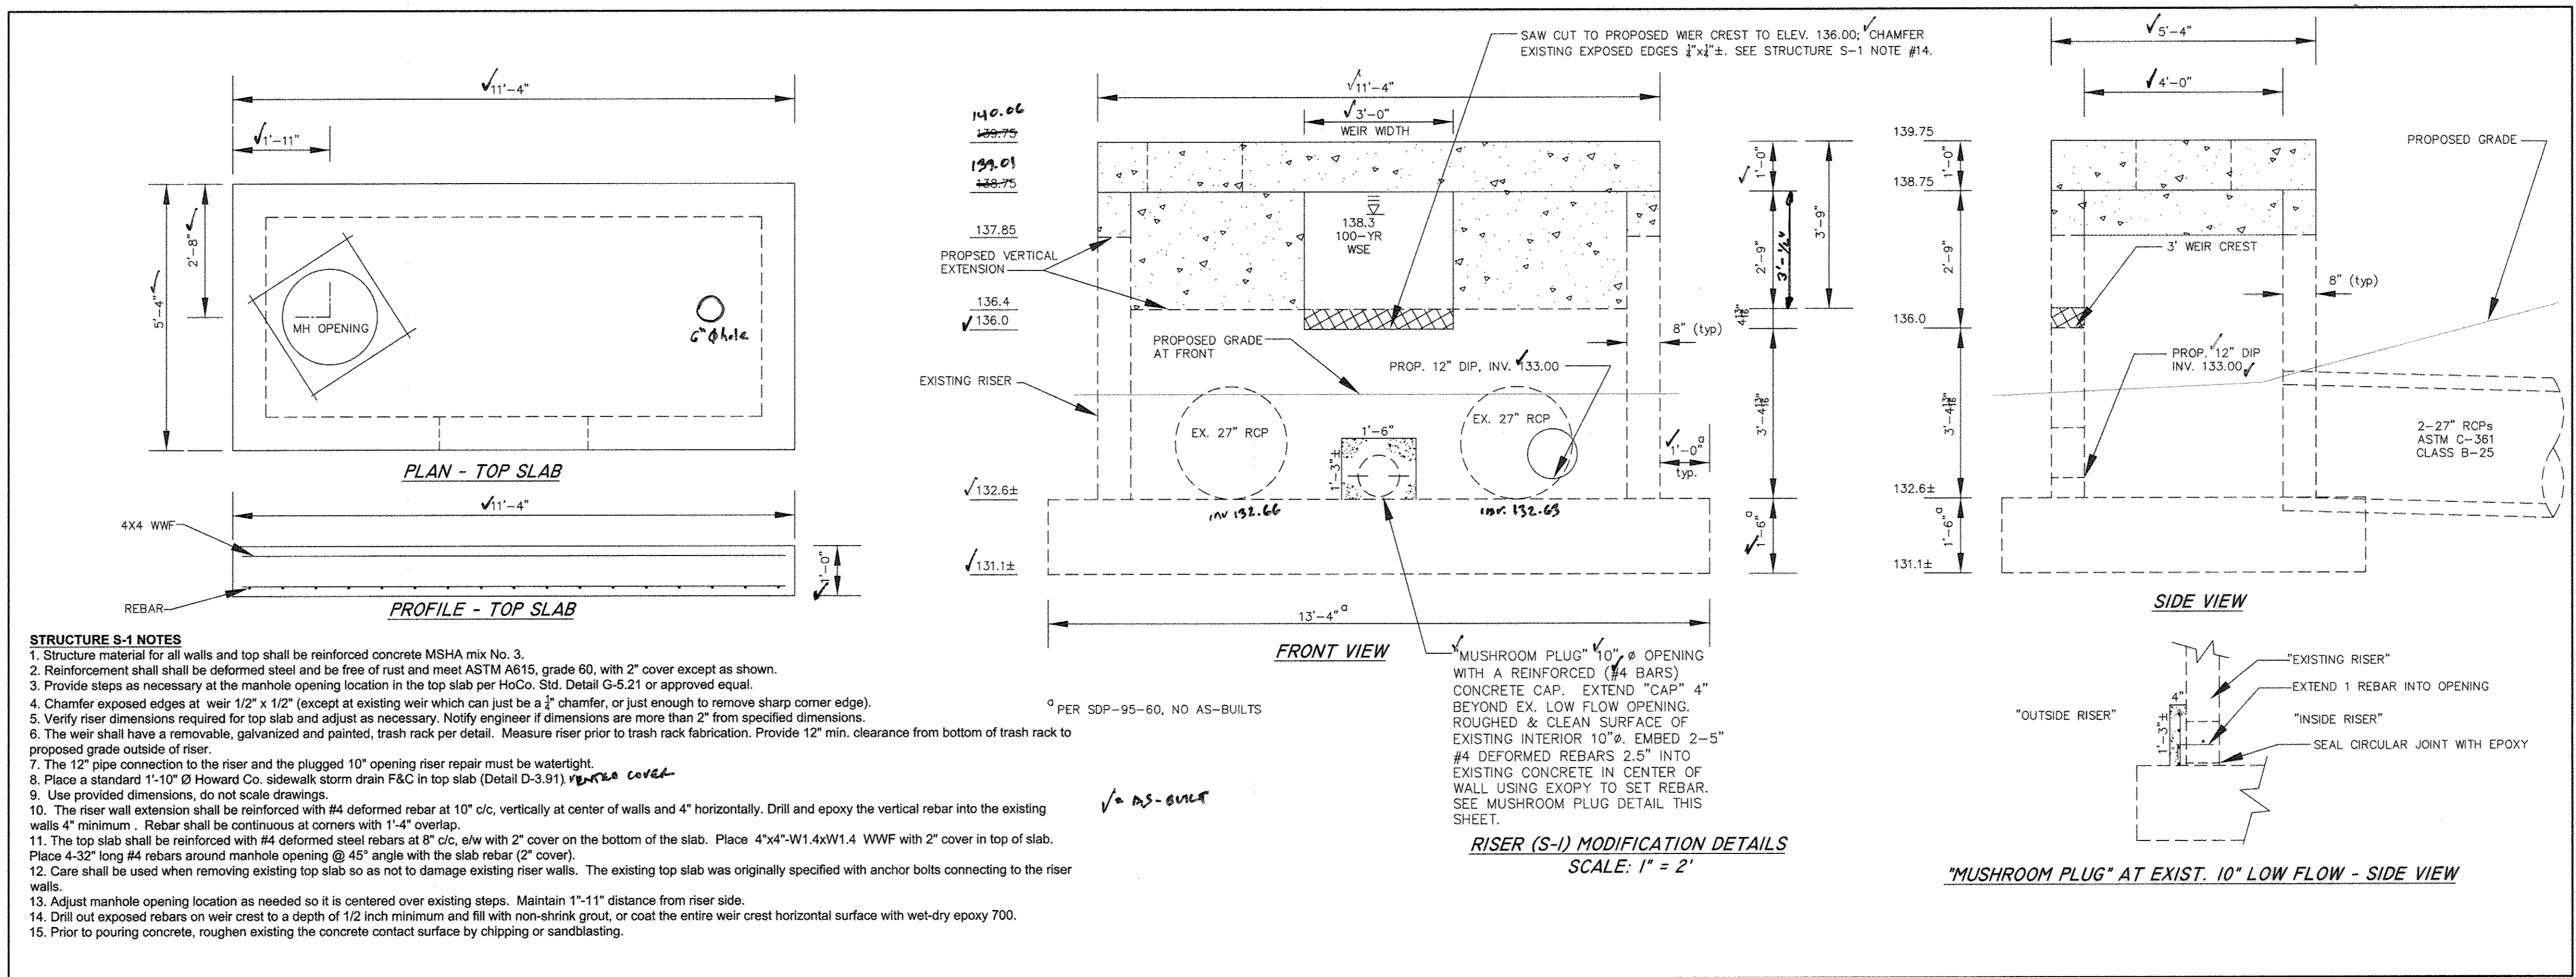 ✓11'-4"
✓1'-11"
2'-8" ✓
5'-4" ✓
MH OPENING
6" Ø hole
PLAN - TOP SLAB
✓11'-4"
4X4 WWF
✓1'-0"
REBAR
PROFILE - TOP SLAB
STRUCTURE S-1 NOTES
1. Structure material for all walls and top shall be reinforced concrete MSHA mix No. 3.
2. Reinforcement shall shall be deformed steel and be free of rust and meet ASTM A615, grade 60, with 2" cover except as shown.
3. Provide steps as necessary at the manhole opening location in the top slab per HoCo. Std. Detail G-5.21 or approved equal.
4. Chamfer exposed edges at weir 1/2" x 1/2" (except at existing weir which can just be a ¼" chamfer, or just enough to remove sharp corner edge).
5. Verify riser dimensions required for top slab and adjust as necessary. Notify engineer if dimensions are more than 2" from specified dimensions.
6. The weir shall have a removable, galvanized and painted, trash rack per detail. Measure riser prior to trash rack fabrication. Provide 12" min. clearance from bottom of trash rack to
proposed grade outside of riser.
7. The 12" pipe connection to the riser and the plugged 10" opening riser repair must be watertight.
8. Place a standard 1'-10" Ø Howard Co. sidewalk storm drain F&C in top slab (Detail D-3.91). VENTED COVER
9. Use provided dimensions, do not scale drawings.
10. The riser wall extension shall be reinforced with #4 deformed rebar at 10" c/c, vertically at center of walls and 4" horizontally. Drill and epoxy the vertical rebar into the existing
walls 4" minimum . Rebar shall be continuous at corners with 1'-4" overlap.
11. The top slab shall be reinforced with #4 deformed steel rebars at 8" c/c, e/w with 2" cover on the bottom of the slab. Place 4"x4"-W1.4xW1.4 WWF with 2" cover in top of slab.
Place 4-32" long #4 rebars around manhole opening @ 45° angle with the slab rebar (2" cover).
12. Care shall be used when removing existing top slab so as not to damage existing riser walls. The existing top slab was originally specified with anchor bolts connecting to the riser
walls.
13. Adjust manhole opening location as needed so it is centered over existing steps. Maintain 1"-11" distance from riser side.
14. Drill out exposed rebars on weir crest to a depth of 1/2 inch minimum and fill with non-shrink grout, or coat the entire weir crest horizontal surface with wet-dry epoxy 700.
15. Prior to pouring concrete, roughen existing the concrete contact surface by chipping or sandblasting.
SAW CUT TO PROPOSED WIER CREST TO ELEV. 136.00; ✓CHAMFER
EXISTING EXPOSED EDGES ¼"x¼"±. SEE STRUCTURE S-1 NOTE #14.
✓11'-4"
✓3'-0"
WEIR WIDTH
140.06
139.75
139.01
138.75
137.85
PROPSED VERTICAL
EXTENSION
136.4
✓136.0
138.3
100-YR
WSE
PROPOSED GRADE
AT FRONT
EXISTING RISER
PROP. 12" DIP, INV. ✓133.00
8" (typ)
EX. 27" RCP
EX. 27" RCP
1'-6"
1'-3"±
✓1'-0"ᵃ
typ.
✓132.6±
inv 132.66
inv. 132.63
✓131.1±
13'-4"ᵃ
✓ 1'-0"
2'-9"
3'-½"
3'-9"
4 13/16"
3'-4 13/16"
✓1'-6"ᵃ
FRONT VIEW
ᵃ PER SDP-95-60, NO AS-BUILTS
✓= AS-BUILT
✓"MUSHROOM PLUG" ✓10" ø OPENING
WITH A REINFORCED (✓#4 BARS)
CONCRETE CAP. EXTEND "CAP" 4"
BEYOND EX. LOW FLOW OPENING.
ROUGHED & CLEAN SURFACE OF
EXISTING INTERIOR 10"ø. EMBED 2-5"
#4 DEFORMED REBARS 2.5" INTO
EXISTING CONCRETE IN CENTER OF
WALL USING EXOPY TO SET REBAR.
SEE MUSHROOM PLUG DETAIL THIS
SHEET.
RISER (S-1) MODIFICATION DETAILS
SCALE: 1" = 2'
✓5'-4"
✓4'-0"
139.75
1'-0"
138.75
2'-9"
136.0
3'-4 13/16"
132.6±
1'-6"ᵃ
131.1±
PROPOSED GRADE
3' WEIR CREST
8" (typ)
PROP. ✓12" DIP
INV. 133.00 ✓
2-27" RCPs
ASTM C-361
CLASS B-25
SIDE VIEW
"EXISTING RISER"
EXTEND 1 REBAR INTO OPENING
4"
"OUTSIDE RISER"
"INSIDE RISER"
1'-3"±
SEAL CIRCULAR JOINT WITH EPOXY
"MUSHROOM PLUG" AT EXIST. 10" LOW FLOW - SIDE VIEW